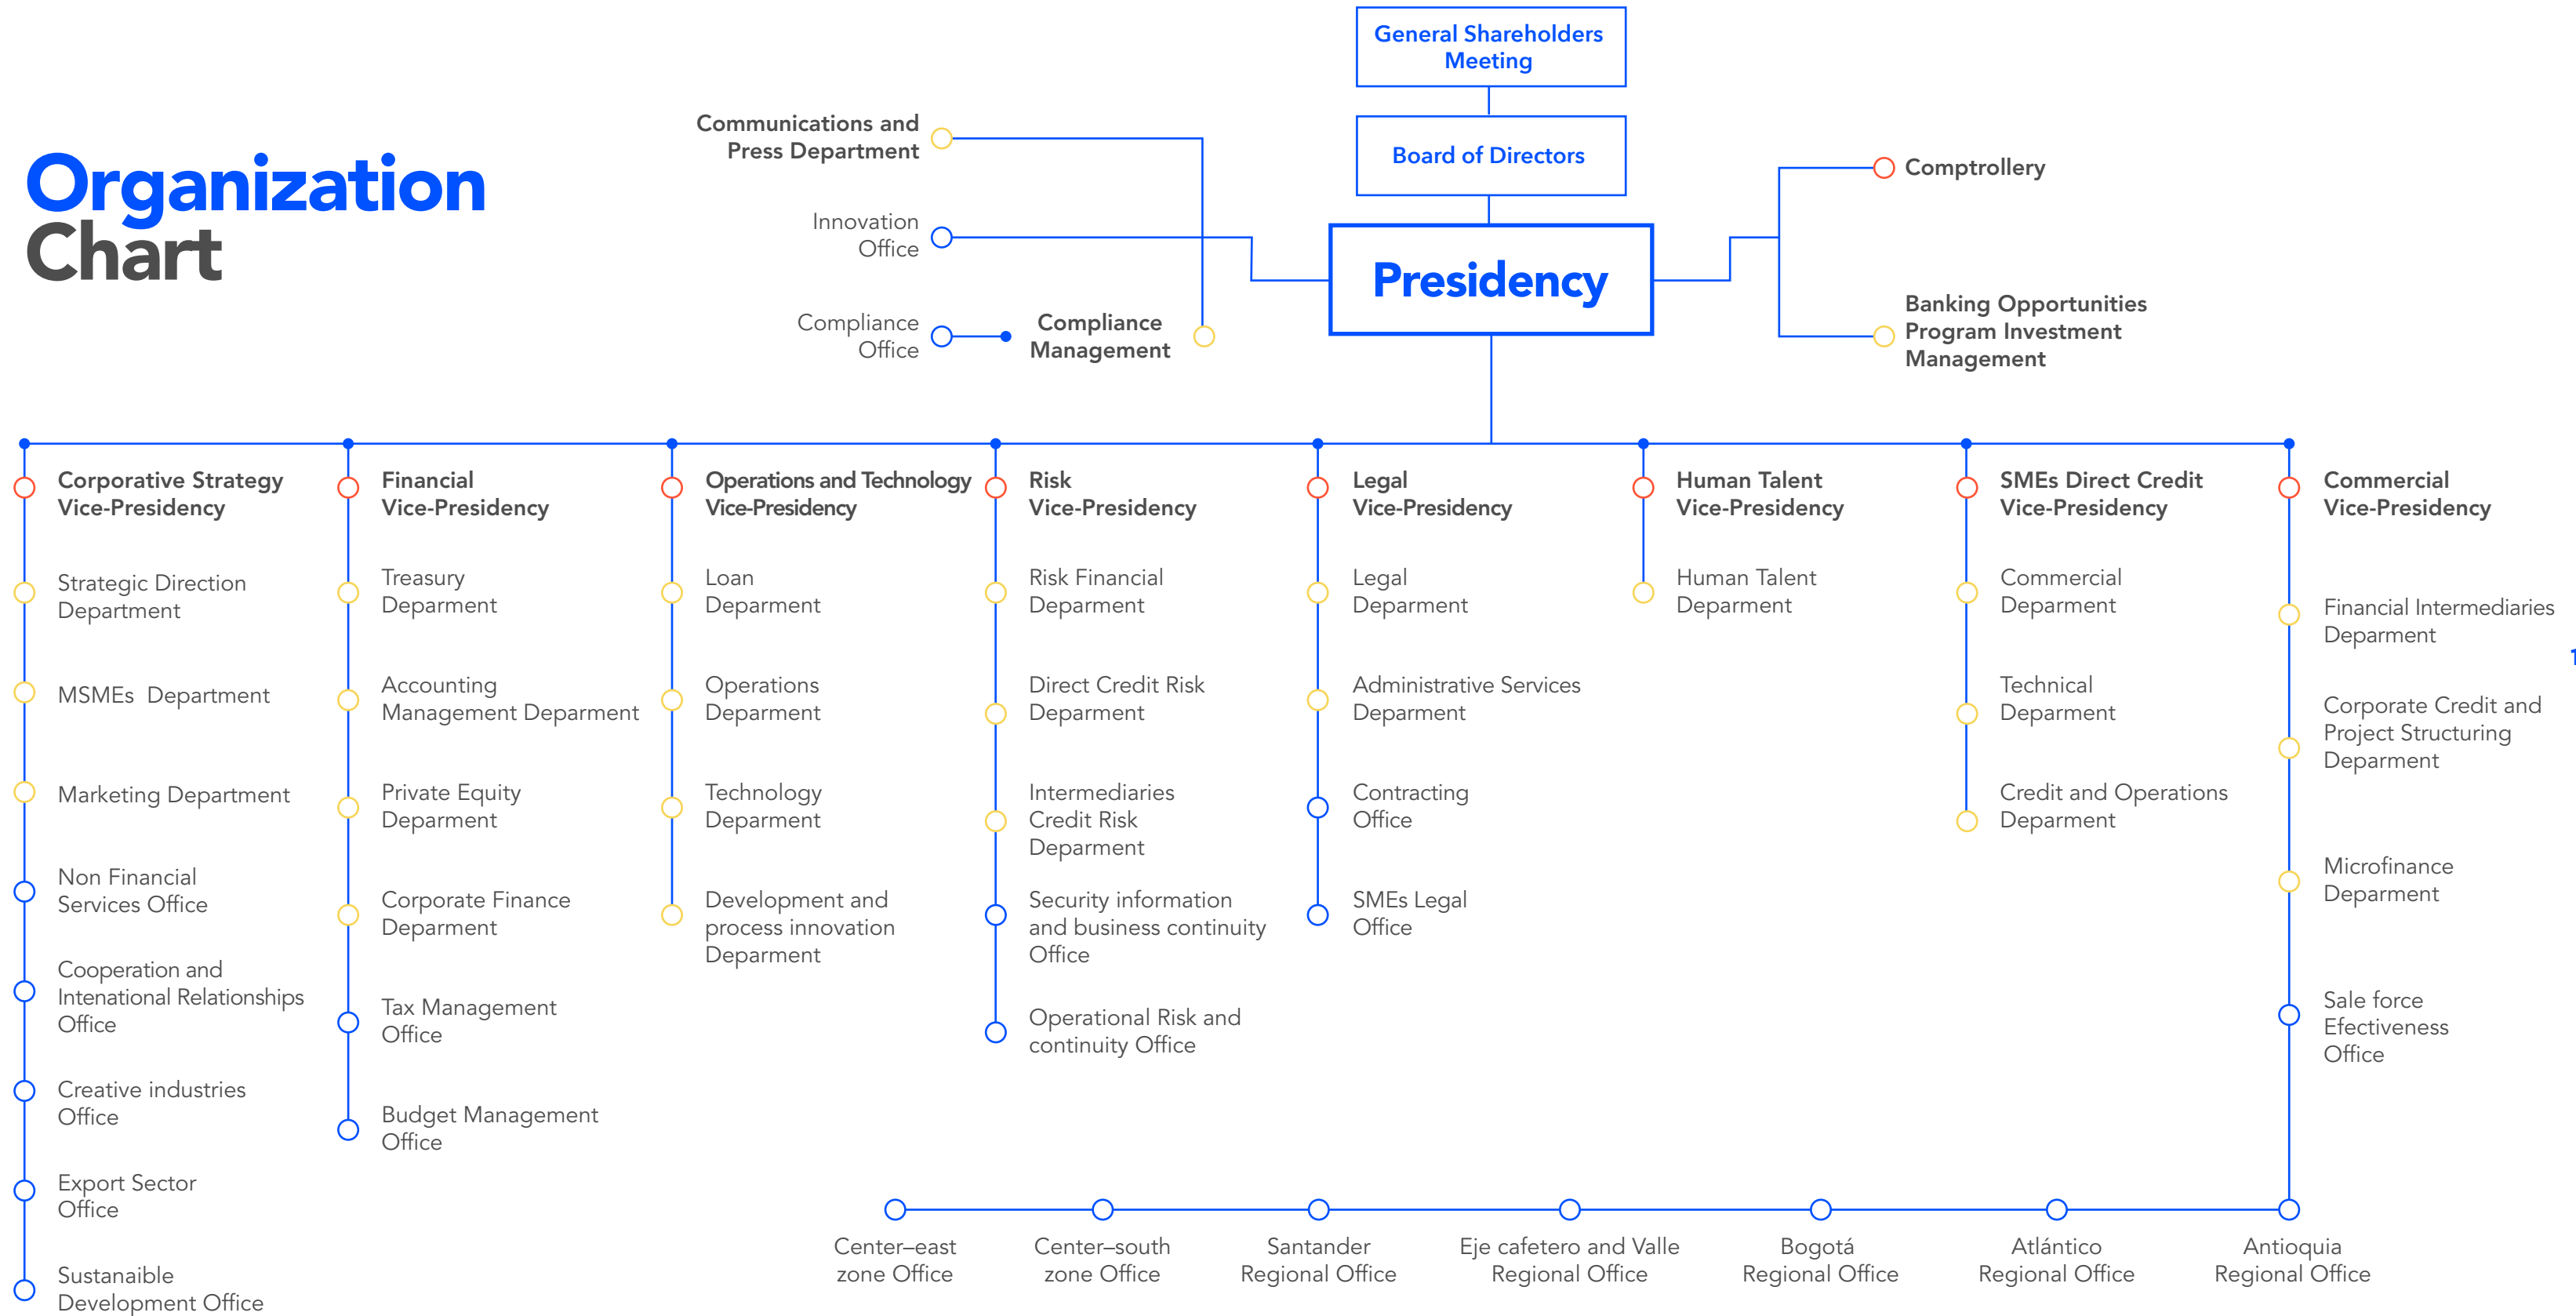 Organization
Chart
General Shareholders
Meeting
Board of Directors
Presidency
Communications and
Press Department
Innovation
Office
Compliance
Office
Compliance
Management
Comptrollery
Banking Opportunities
Program Investment
Management
Corporative Strategy
Vice-Presidency
Strategic Direction
Department
MSMEs  Department
Marketing Department
Non Financial
Services Office
Cooperation and
Intenational Relationships
Office
Creative industries
Office
Export Sector
Office
Sustanaible
Development Office
Financial
Vice-Presidency
Treasury
Deparment
Accounting
Management Deparment
Private Equity
Deparment
Corporate Finance
Deparment
Tax Management
Office
Budget Management
Office
Operations and Technology
Vice-Presidency
Loan
Deparment
Operations
Deparment
Technology
Deparment
Development and
process innovation
Deparment
Risk
Vice-Presidency
Risk Financial
Deparment
Direct Credit Risk
Deparment
Intermediaries
Credit Risk
Deparment
Security information
and business continuity
Office
Operational Risk and
continuity Office
Legal
Vice-Presidency
Legal
Deparment
Administrative Services
Deparment
Contracting
Office
SMEs Legal
Office
Human Talent
Vice-Presidency
Human Talent
Deparment
SMEs Direct Credit
Vice-Presidency
Commercial
Deparment
Technical
Deparment
Credit and Operations
Deparment
Commercial
Vice-Presidency
Financial Intermediaries
Deparment
Corporate Credit and
Project Structuring
Deparment
Microfinance
Deparment
Sale force
Efectiveness
Office
Center–east
zone Office
Center–south
zone Office
Santander
Regional Office
Eje cafetero and Valle
Regional Office
Bogotá
Regional Office
Atlántico
Regional Office
Antioquia
Regional Office